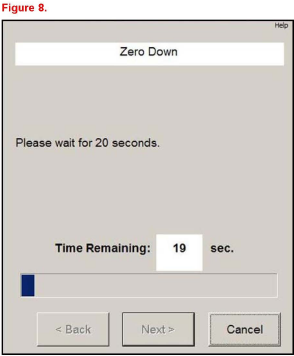 Figure 8.
Help
Zero Down
Please wait for 20 seconds.
Time Remaining: 19 sec.
< Back Next > Cancel